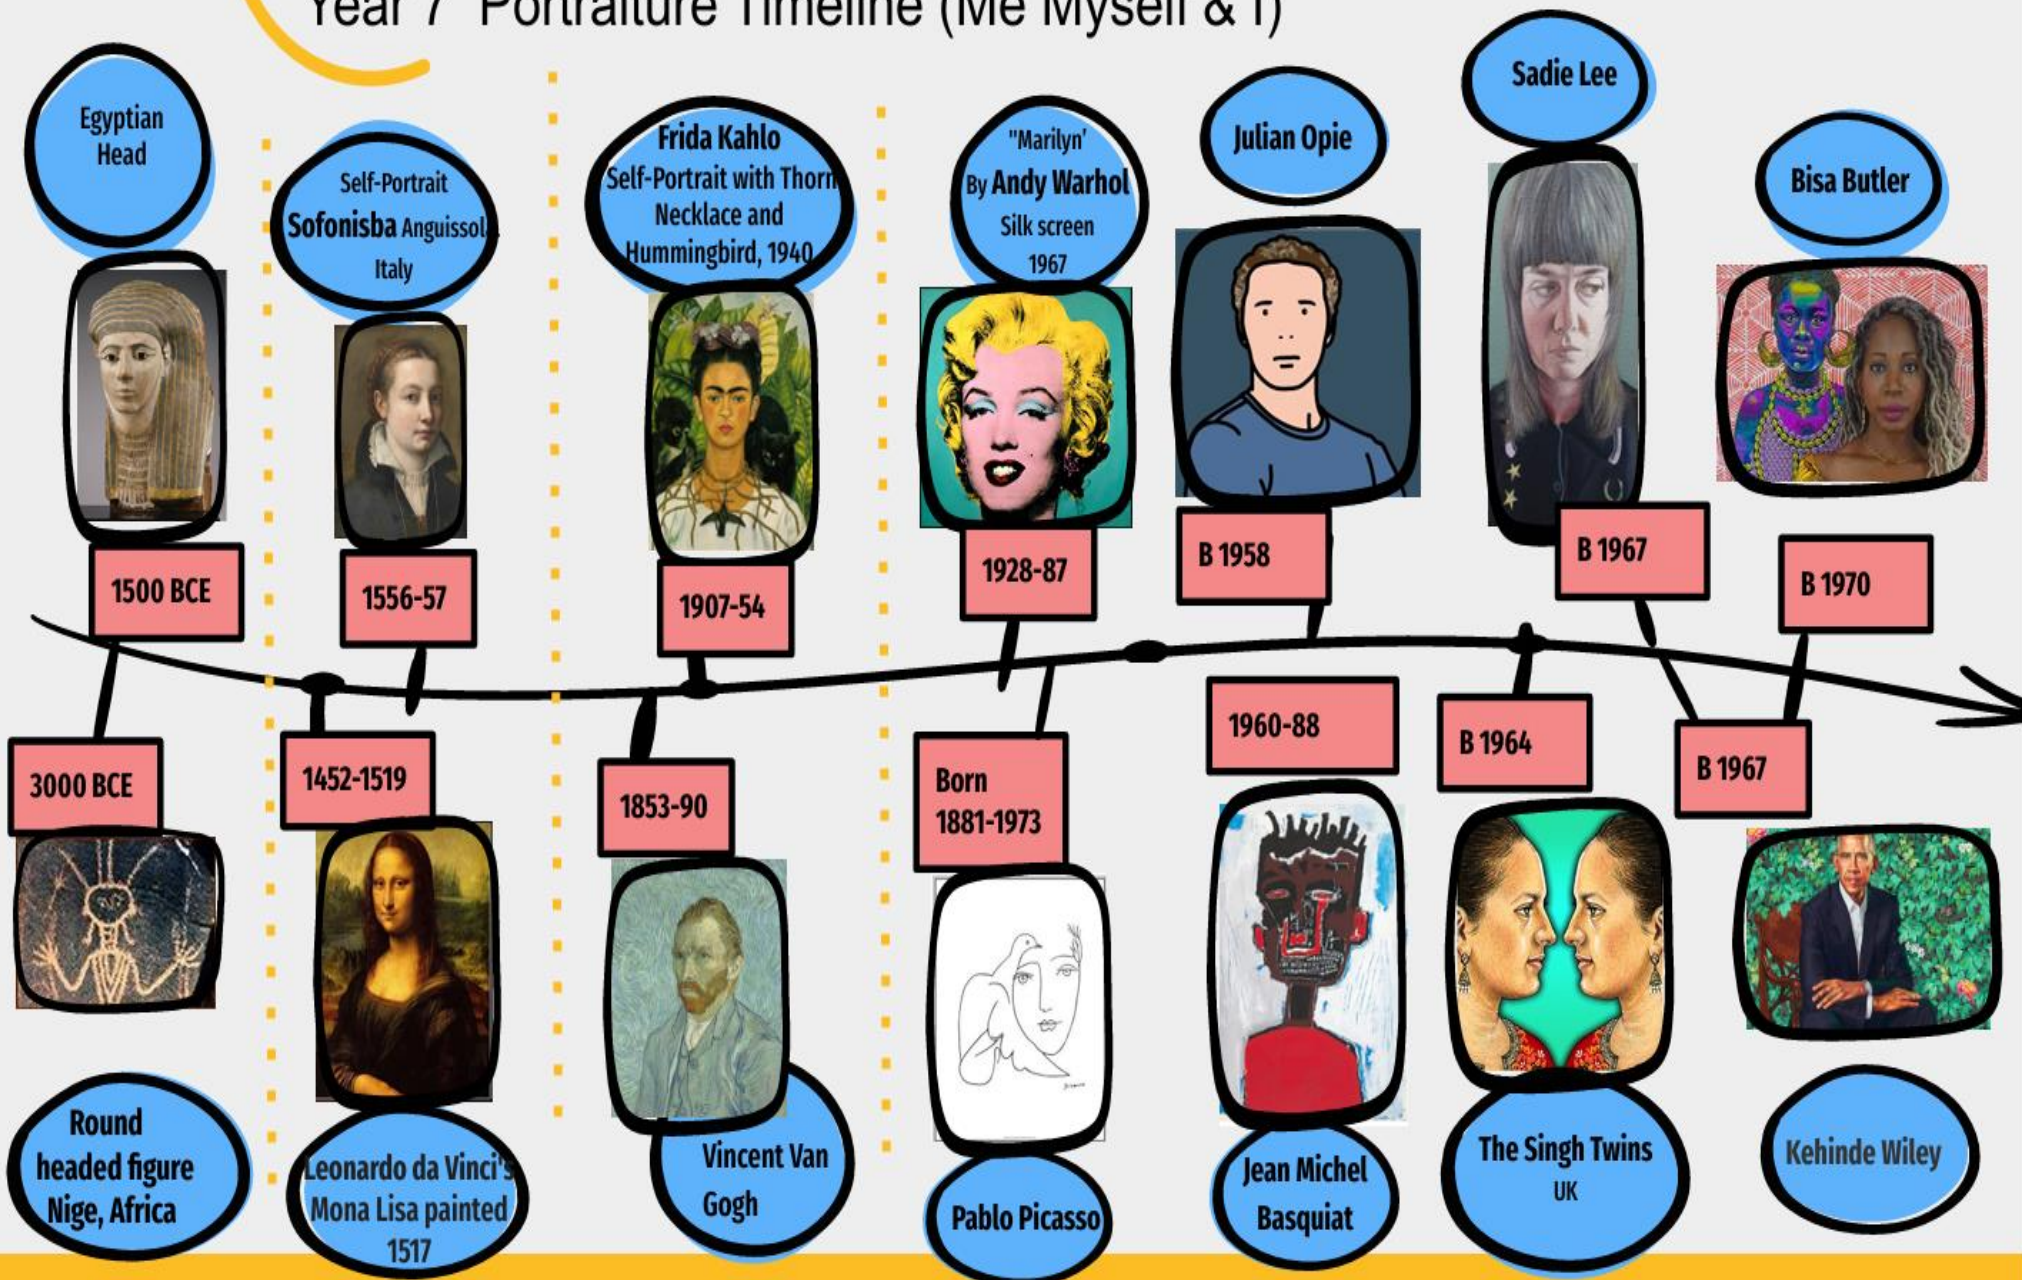 Year 7 Portraiture Timeline (Me Myself & I)
Egyptian
Head
Self-Portrait
Sofonisba Anguissola
Italy
Frida Kahlo
Self-Portrait with Thorn
Necklace and
Hummingbird, 1940
"Marilyn'
By Andy Warhol
Silk screen
1967
Julian Opie
Sadie Lee
Bisa Butler
1500 BCE
1556-57
1907-54
1928-87
B 1958
B 1967
B 1970
3000 BCE
1452-1519
1853-90
Born
1881-1973
1960-88
B 1964
B 1967
Round
headed figure
Nige, Africa
Leonardo da Vinci's
Mona Lisa painted
1517
Vincent Van
Gogh
Pablo Picasso
Jean Michel
Basquiat
The Singh Twins
UK
Kehinde Wiley